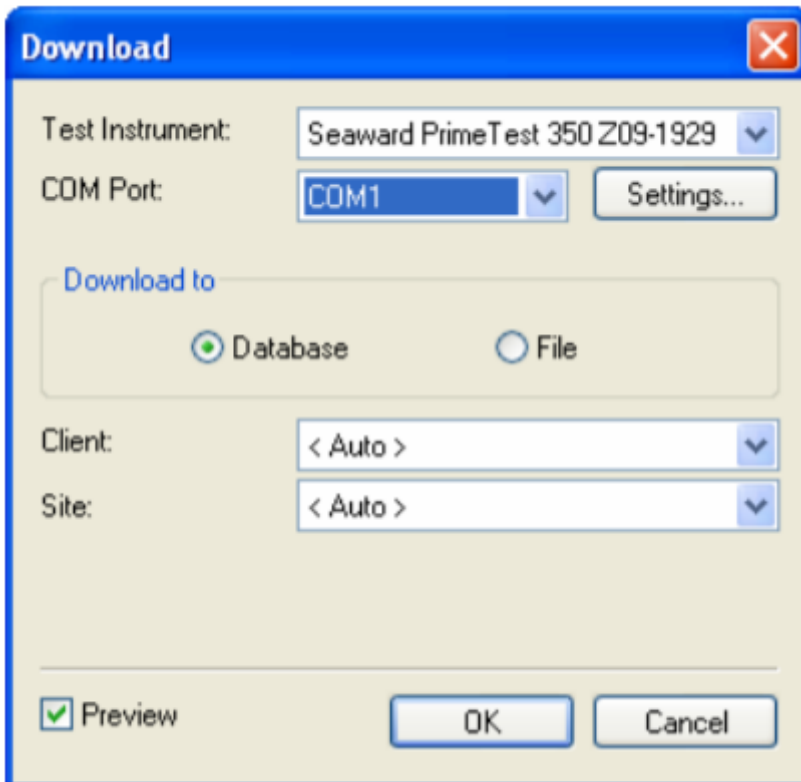 Download
Test Instrument: Seaward PrimeTest 350 Z09-1929
COM Port: COM1 Settings...
Download to
Database File
Client: < Auto >
Site: < Auto >
Preview OK Cancel